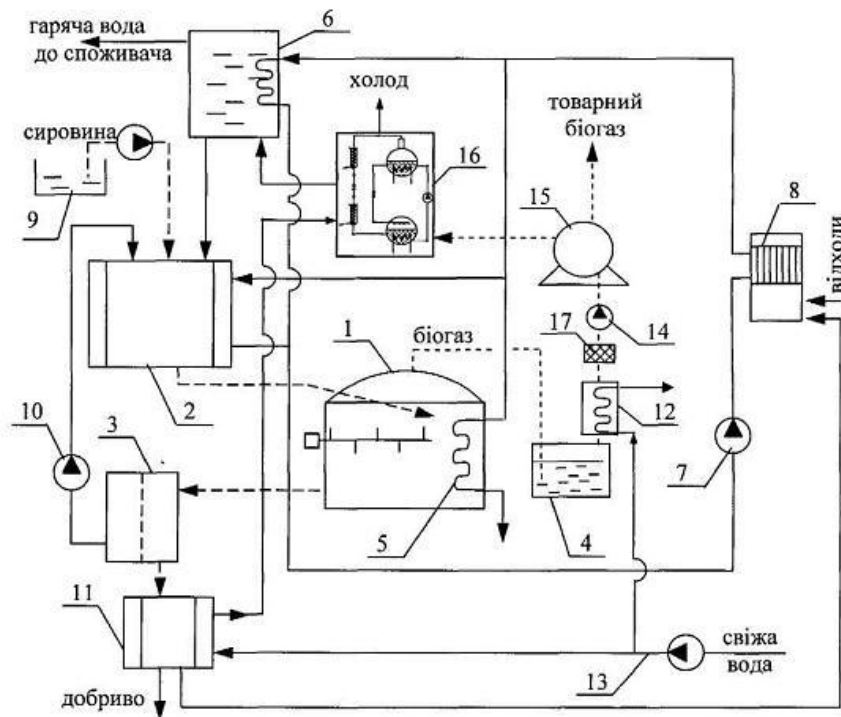 гаряча вода
до споживача
6
холод
товарний
біогаз
сировина
16
15
8
9
відходи
1
біогаз
14
17
2
12
10
3
7
5
4
11
свіжа
вода
13
добриво